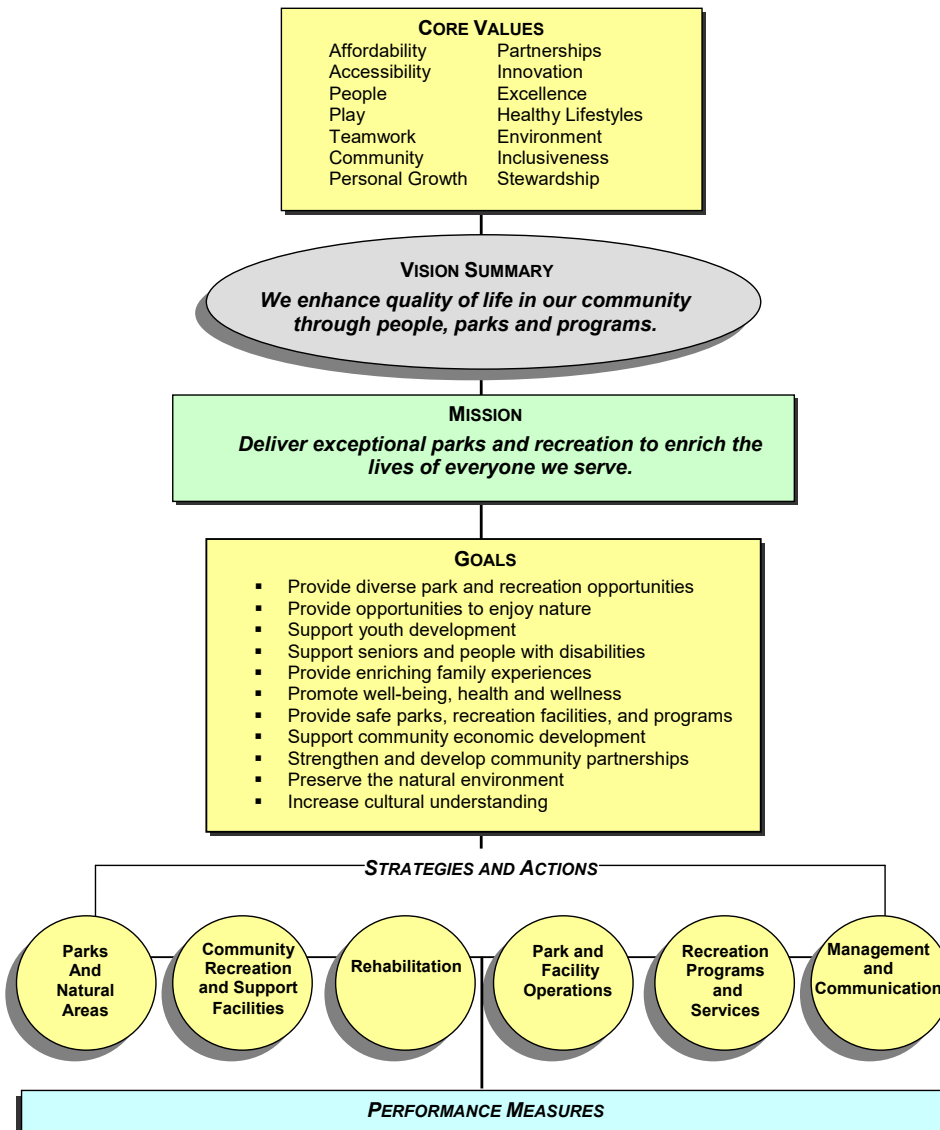 CORE VALUES
Affordability Partnerships
Accessibility Innovation
People Excellence
Play Healthy Lifestyles
Teamwork Environment
Community Inclusiveness
Personal Growth Stewardship
VISION SUMMARY
We enhance quality of life in our community
through people, parks and programs.
MISSION
Deliver exceptional parks and recreation to enrich the
lives of everyone we serve.
GOALS
▪ Provide diverse park and recreation opportunities
▪ Provide opportunities to enjoy nature
▪ Support youth development
▪ Support seniors and people with disabilities
▪ Provide enriching family experiences
▪ Promote well-being, health and wellness
▪ Provide safe parks, recreation facilities, and programs
▪ Support community economic development
▪ Strengthen and develop community partnerships
▪ Preserve the natural environment
▪ Increase cultural understanding
STRATEGIES AND ACTIONS
Parks
And
Natural
Areas
Community
Recreation
and Support
Facilities
Rehabilitation
Park and
Facility
Operations
Recreation
Programs
and
Services
Management
and
Communication
PERFORMANCE MEASURES